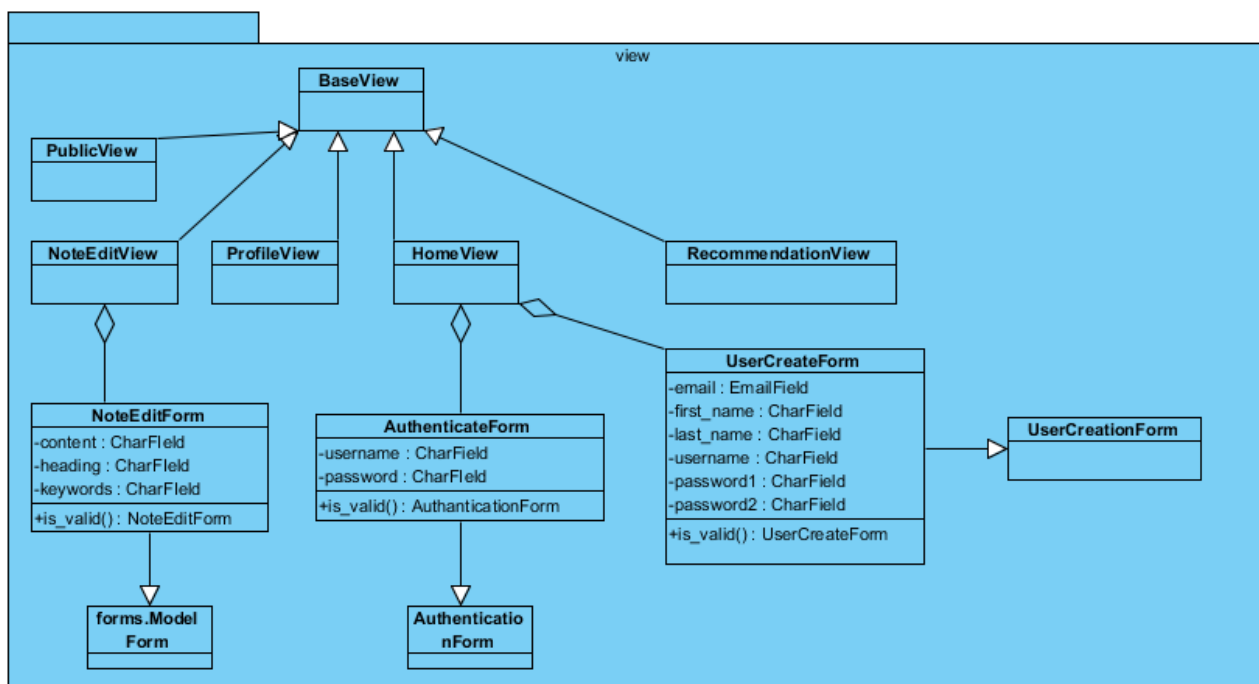 view
BaseView
PublicView
NoteEditView
ProfileView
HomeView
RecommendationView
NoteEditForm
-content : CharFIeld
-heading : CharFIeld
-keywords : CharFIeld
+is_valid() : NoteEditForm
AuthenticateForm
-username : CharField
-password : CharFIeld
+is_valid() : AuthanticationForm
UserCreateForm
-email : EmailField
-first_name : CharField
-last_name : CharField
-username : CharField
-password1 : CharField
-password2 : CharField
+is_valid() : UserCreateForm
UserCreationForm
forms.Model
Form
Authenticatio
nForm